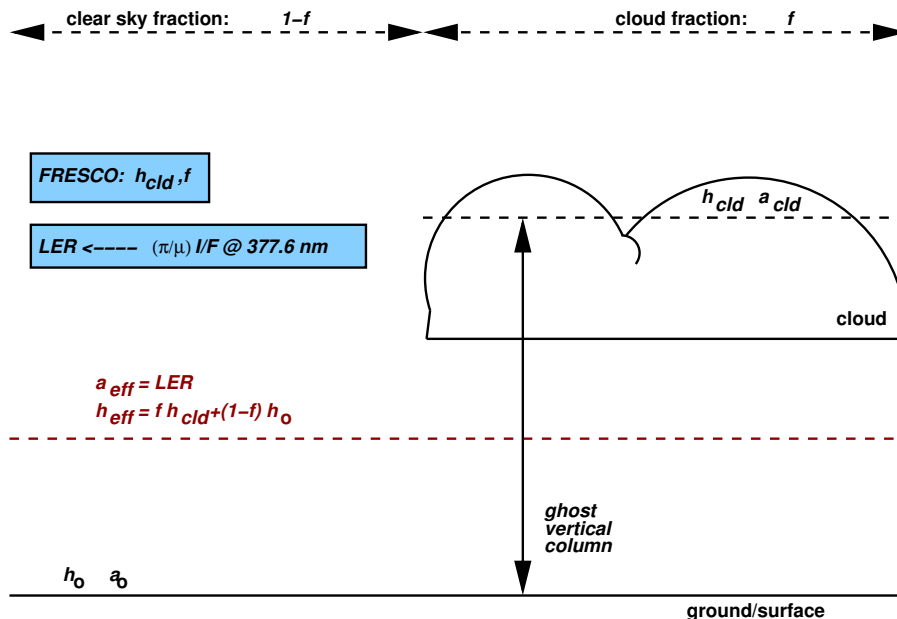 clear sky fraction: 1–f
cloud fraction: f
FRESCO: h_cld ,f
h_cld a_cld
LER <–––– (π/μ) I/F @ 377.6 nm
cloud
a_eff = LER
h_eff = f h_cld+(1–f) h_o
ghost
vertical
column
h_o a_o
ground/surface